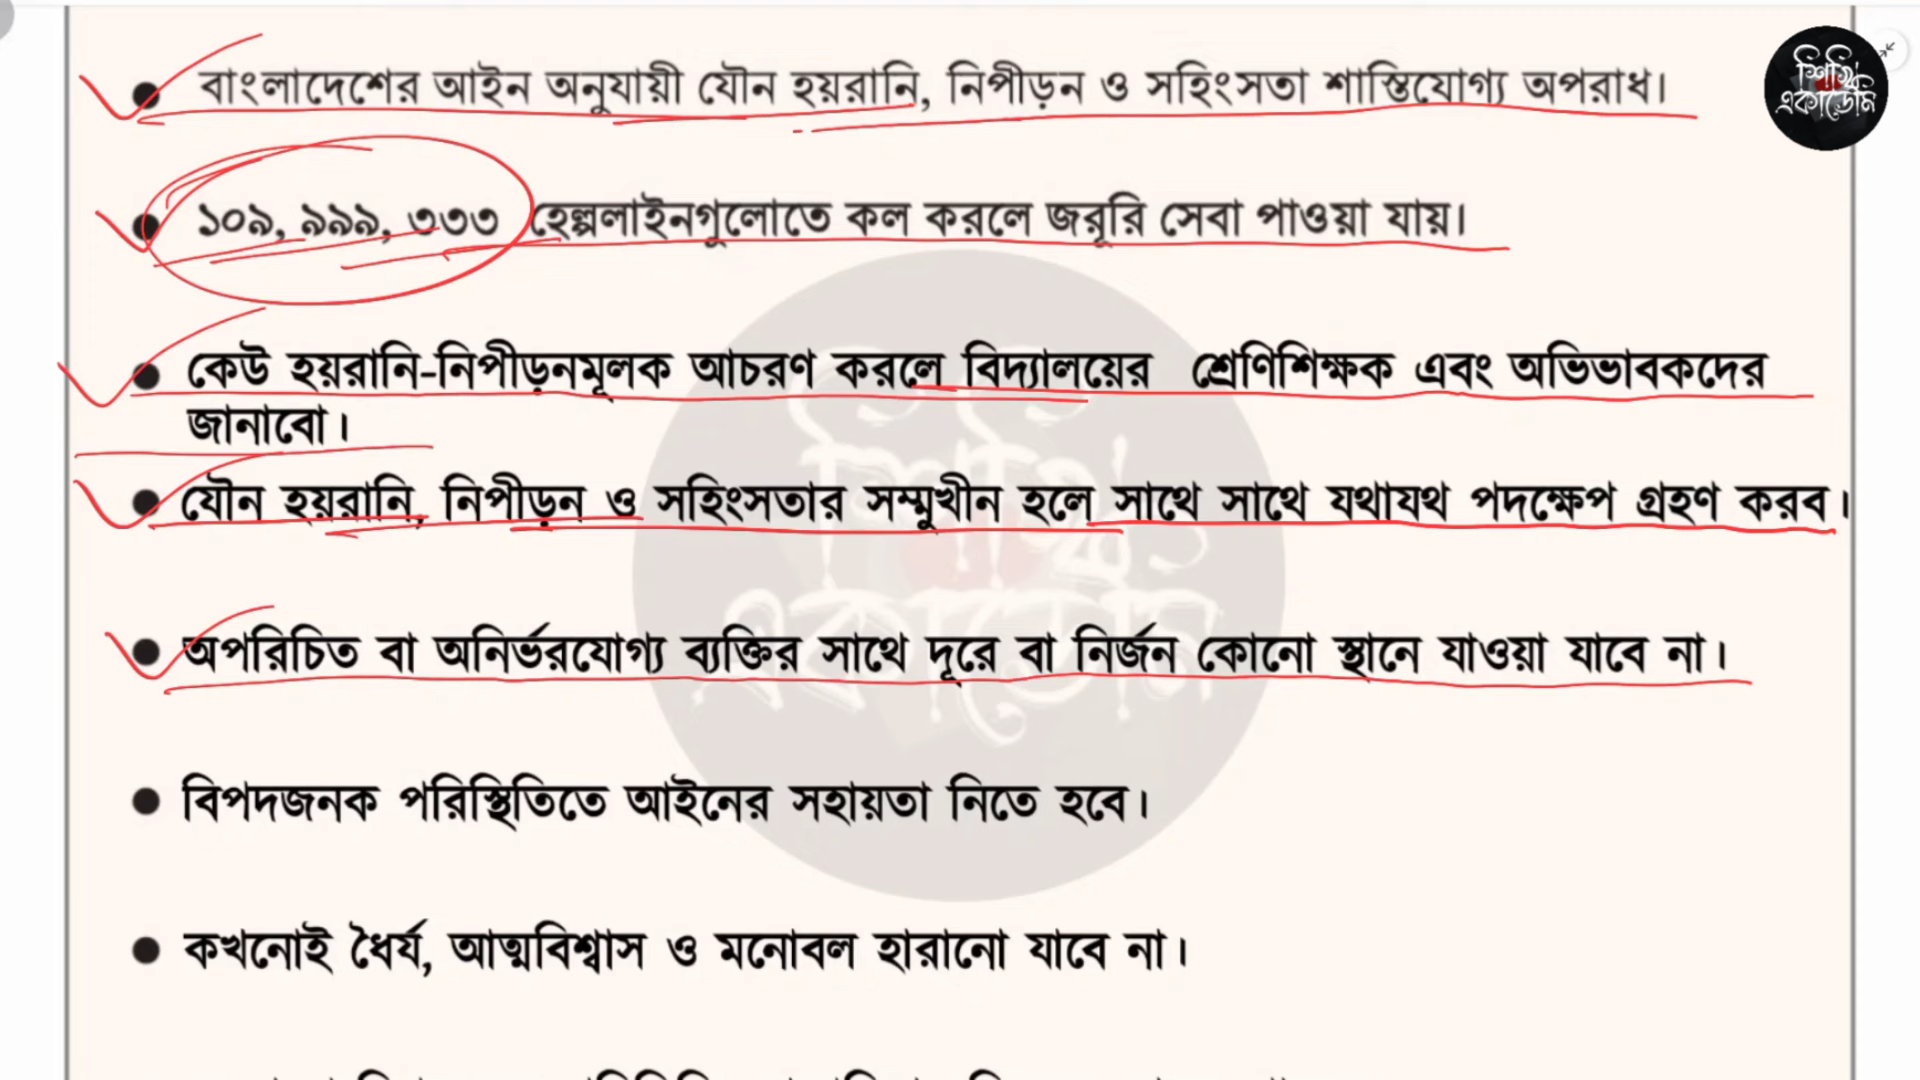 বাংলাদেশের আইন অনুযায়ী যৌন হয়রানি, নিপীড়ন ও সহিংসতা শাস্তিযোগ্য অপরাধ।
শিখি একাডেমি
১০৯, ৯৯৯, ৩৩৩ হেল্পলাইনগুলোতে কল করলে জরুরি সেবা পাওয়া যায়।
কেউ হয়রানি-নিপীড়নমূলক আচরণ করলে বিদ্যালয়ের শ্রেণিশিক্ষক এবং অভিভাবকদের
জানাবো।
যৌন হয়রানি, নিপীড়ন ও সহিংসতার সম্মুখীন হলে সাথে সাথে যথাযথ পদক্ষেপ গ্রহণ করব।
অপরিচিত বা অনির্ভরযোগ্য ব্যক্তির সাথে দূরে বা নির্জন কোনো স্থানে যাওয়া যাবে না।
বিপদজনক পরিস্থিতিতে আইনের সহায়তা নিতে হবে।
কখনোই ধৈর্য, আত্মবিশ্বাস ও মনোবল হারানো যাবে না।